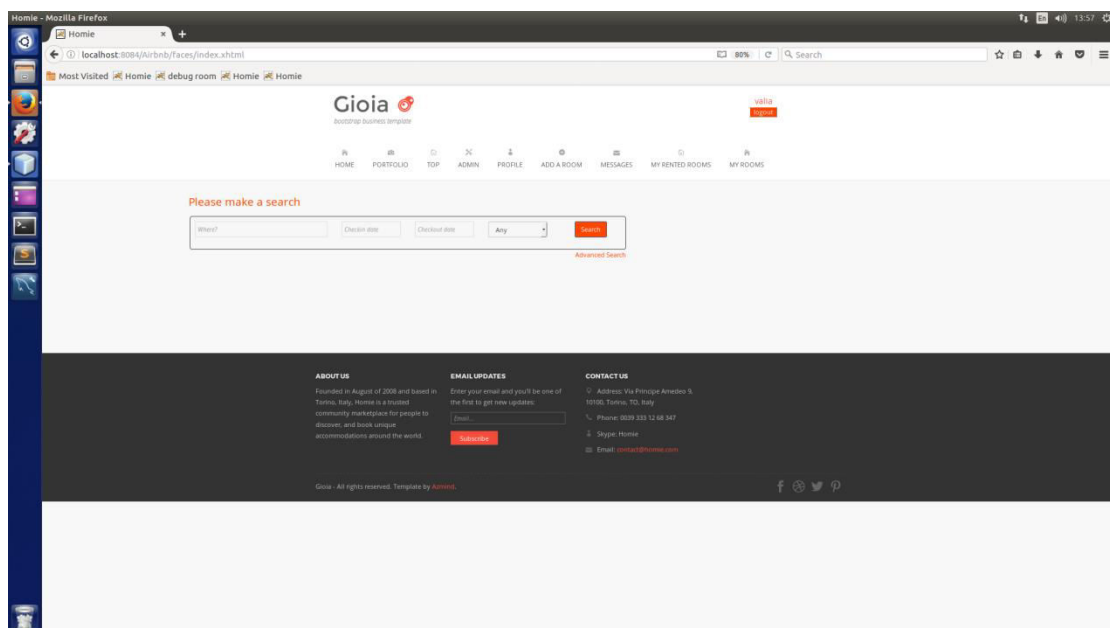 Homie - Mozilla Firefox
En 13:57
Homie × +
localhost:8084/Airbnb/faces/index.xhtml 80% Search
Most Visited Homie debug room Homie Homie
Gioia
bootstrap business template
valia
logout
HOME PORTFOLIO TOP ADMIN PROFILE ADD A ROOM MESSAGES MY RENTED ROOMS MY ROOMS
Please make a search
Where? Checkin date Checkout date Any Search
Advanced Search
ABOUT US
Founded in August of 2008 and based in
Torino, Italy, Homie is a trusted
community marketplace for people to
discover, and book unique
accommodations around the world.
EMAIL UPDATES
Enter your email and you'll be one of
the first to get new updates:
Email...
Subscribe
CONTACT US
Address: Via Principe Amedeo 9,
10100, Torino, TO, Italy
Phone: 0039 333 12 68 347
Skype: Homie
Email: contact@homie.com
Gioia - All rights reserved. Template by Azmind.